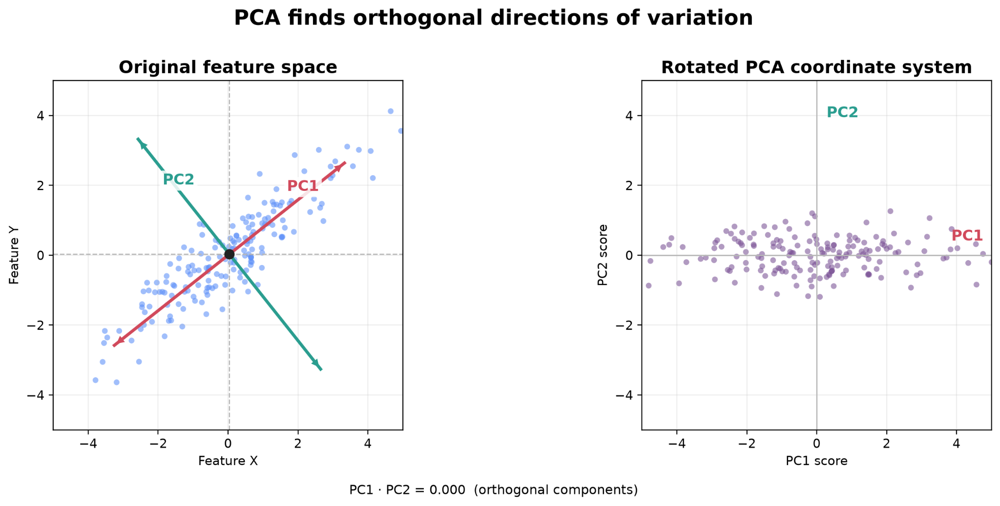 PCA finds orthogonal directions of variation
Original feature space
4
2
0
−2
−4
Feature Y
PC2
PC1
−4
−2
0
2
4
Feature X
Rotated PCA coordinate system
4
2
0
−2
−4
PC2 score
PC2
PC1
−4
−2
0
2
4
PC1 score
PC1 · PC2 = 0.000 (orthogonal components)